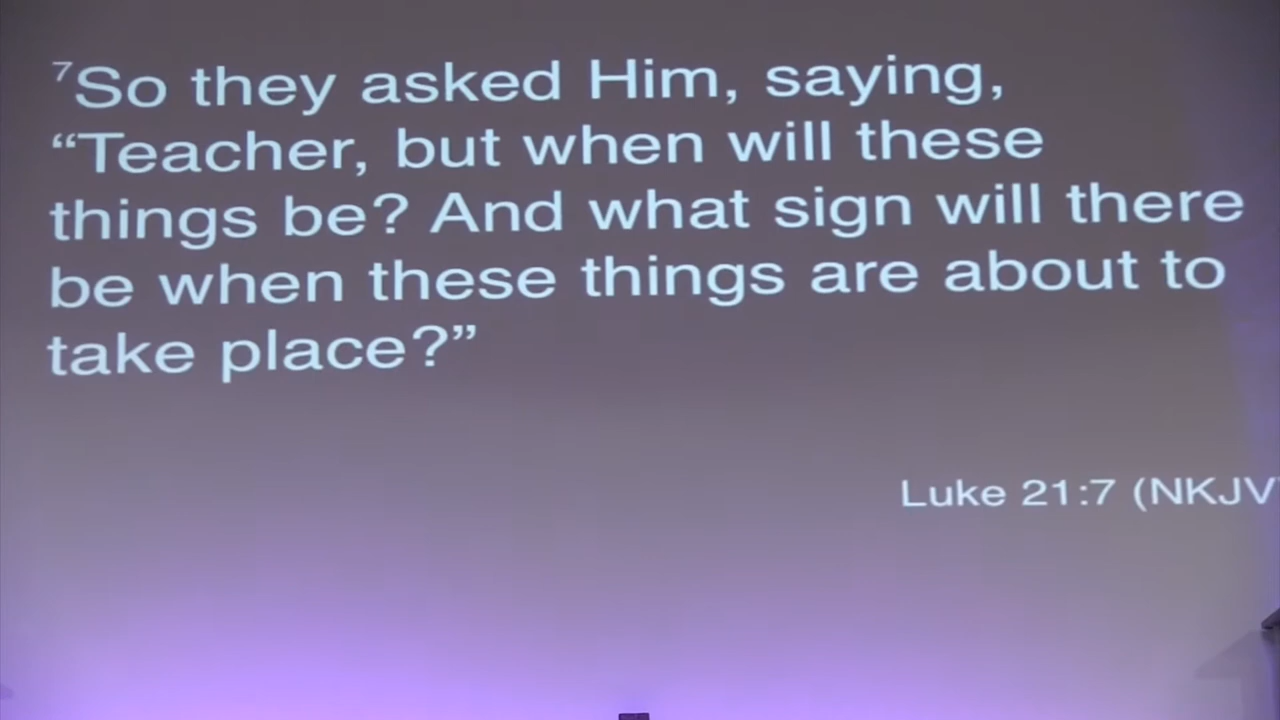 ⁷So they asked Him, saying,
“Teacher, but when will these
things be? And what sign will there
be when these things are about to
take place?”
Luke 21:7 (NKJV